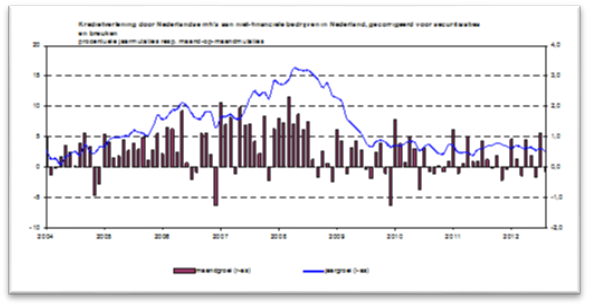 Kredietverlening door Nederlandse mfi's aan niet-financiële bedrijven in Nederland, gecorrigeerd voor securitisaties
en breuken
procentuele jaarmutaties resp. maand-op-maandmutaties
20 4,0
15 3,0
10 2,0
5 1,0
0 0,0
-5 -1,0
-10 -2,0
2004 2005 2006 2007 2008 2009 2010 2011 2012
maandgroei (r-as) jaargroei (l-as)